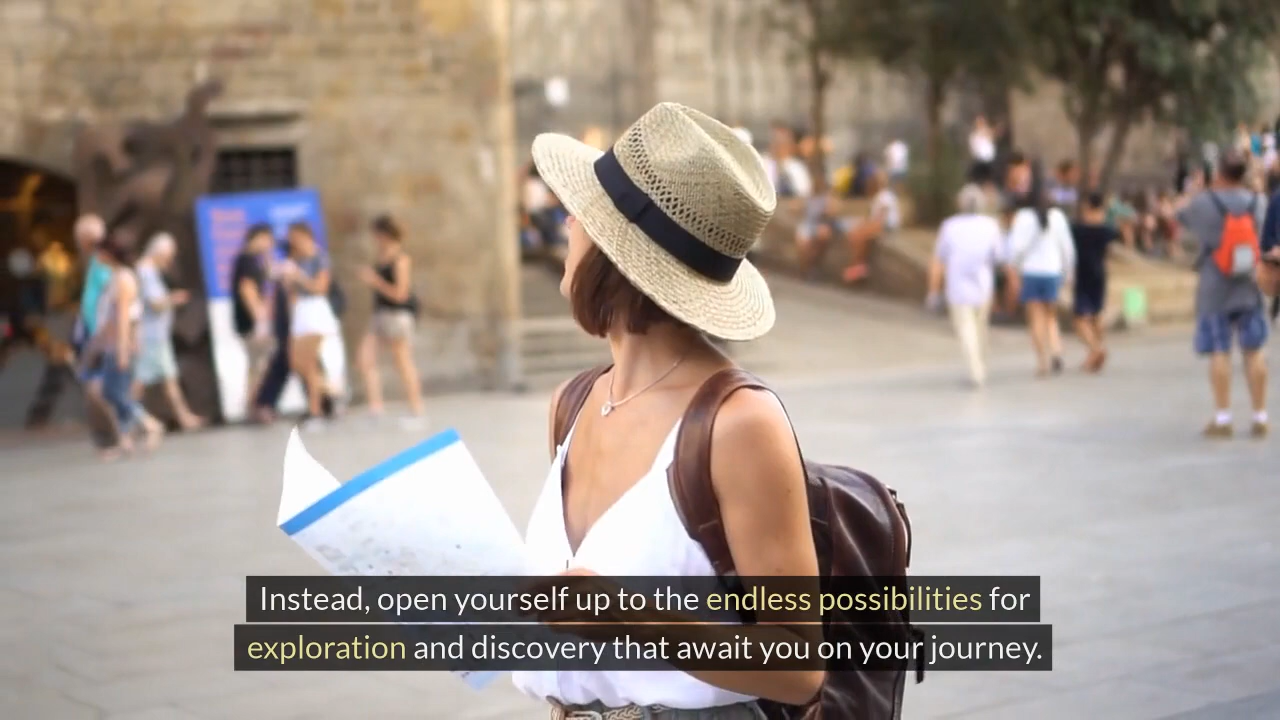 Instead, open yourself up to the endless possibilities for
exploration and discovery that await you on your journey.